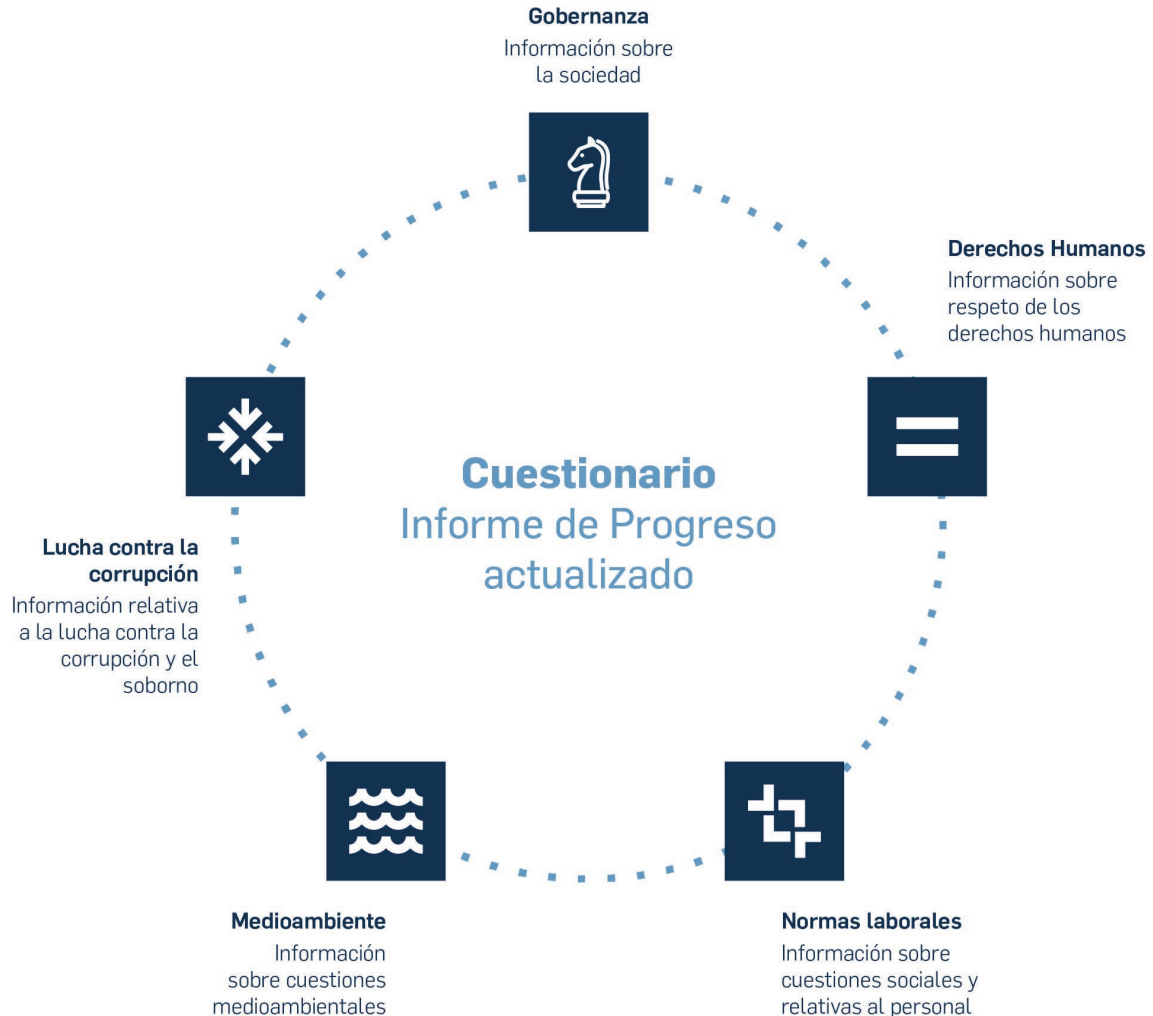 Gobernanza
Información sobre
la sociedad
Derechos Humanos
Información sobre
respeto de los
derechos humanos
Cuestionario
Informe de Progreso
actualizado
Lucha contra la
corrupción
Información relativa
a la lucha contra la
corrupción y el
soborno
Medioambiente
Información
sobre cuestiones
medioambientales
Normas laborales
Información sobre
cuestiones sociales y
relativas al personal